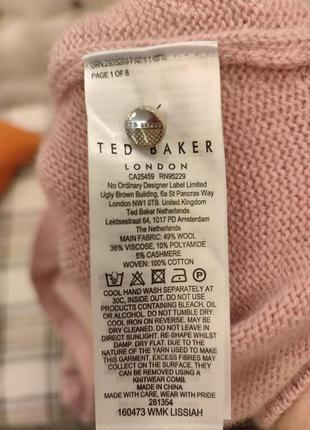 PAGE 1 OF 8
TED BAKER
LONDON
CA25459 RN95229
No Ordinary Designer Label Limited
Ugly Brown Building, 6a St Pancras Way
London NW1 0TB. United Kingdom
Ted Baker Netherlands
Leidsestraat 64, 1017 PD Amsterdam
The Netherlands
MAIN FABRIC: 49% WOOL
36% VISCOSE, 10% POLYAMIDE
5% CASHMERE
WOVEN: 100% COTTON
COOL HAND WASH SEPARATELY AT
30C, INSIDE OUT. DO NOT USE
PRODUCTS CONTAINING BLEACH, OIL
OR ALCOHOL. DO NOT TUMBLE DRY.
COOL IRON ON REVERSE, MAY BE
DRY CLEANED. DO NOT LEAVE IN
DIRECT SUNLIGHT. RE-SHAPE WHILST
DAMP, DRY FLAT. DUE TO THE
NATURE OF THE YARN USED TO MAKE
THIS GARMENT, EXCESS FIBRES MAY
COLLECT ON THE SURFACE, THEY
CAN BE REMOVED USING A
KNITWEAR COMB.
MADE IN CHINA
MADE WITH CARE, WEAR WITH PRIDE
281354
160473 WMK LISSIAH